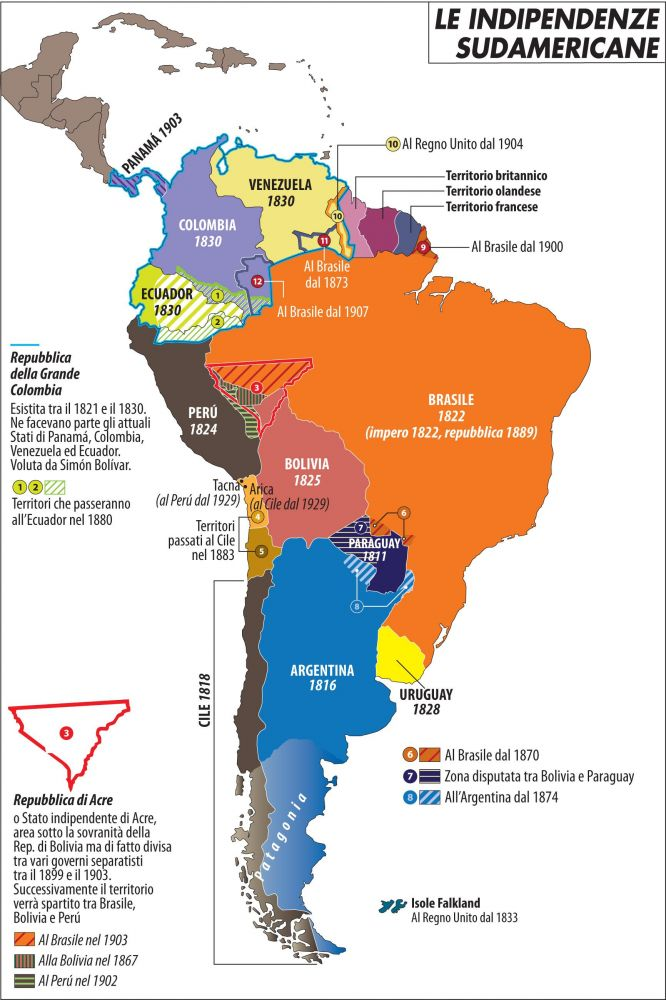 LE INDIPENDENZE
SUDAMERICANE
PANAMÁ 1903
10 Al Regno Unito dal 1904
VENEZUELA
1830
Territorio britannico
Territorio olandese
Territorio francese
10
COLOMBIA
1830
11
9
Al Brasile dal 1900
Al Brasile
dal 1873
12
ECUADOR
1830
1
Al Brasile dal 1907
2
Repubblica
della Grande
Colombia
Esistita tra il 1821 e il 1830.
Ne facevano parte gli attuali
Stati di Panamá, Colombia,
Venezuela ed Ecuador.
Voluta da Simón Bolívar.
1 2
Territori che passeranno
all'Ecuador nel 1880
PERÚ
1824
3
BRASILE
1822
(impero 1822, repubblica 1889)
BOLIVIA
1825
Tacna
(al Perú dal 1929)
Arica
(al Cile dal 1929)
4
Territori
passati al Cile
nel 1883
5
6
7
PARAGUAY
1811
8
CILE 1818
ARGENTINA
1816
URUGUAY
1828
patagonia
6 Al Brasile dal 1870
7 Zona disputata tra Bolivia e Paraguay
8 All'Argentina dal 1874
3
Repubblica di Acre
o Stato indipendente di Acre,
area sotto la sovranità della
Rep. di Bolivia ma di fatto divisa
tra vari governi separatisti
tra il 1899 e il 1903.
Successivamente il territorio
verrà spartito tra Brasile,
Bolivia e Perú
Al Brasile nel 1903
Alla Bolivia nel 1867
Al Perú nel 1902
Isole Falkland
Al Regno Unito dal 1833